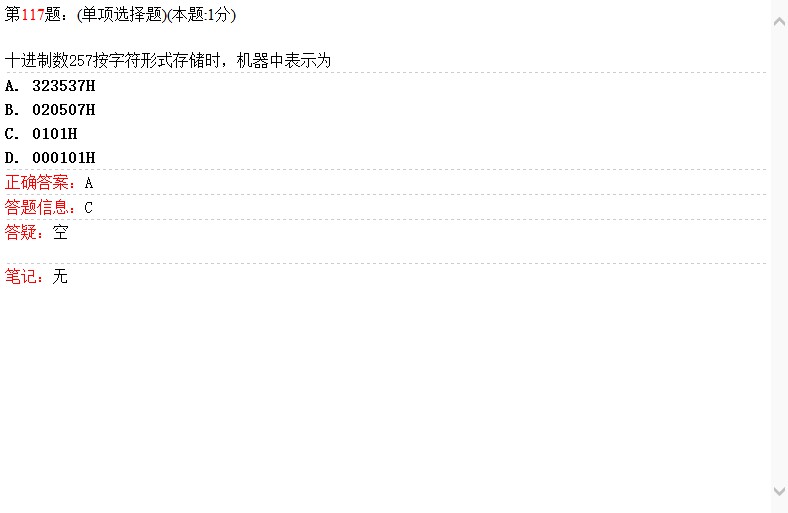 第117题：(单项选择题)(本题:1分)
十进制数257按字符形式存储时，机器中表示为
A. 323537H
B. 020507H
C. 0101H
D. 000101H
正确答案：A
答题信息：C
答疑：空
笔记：无